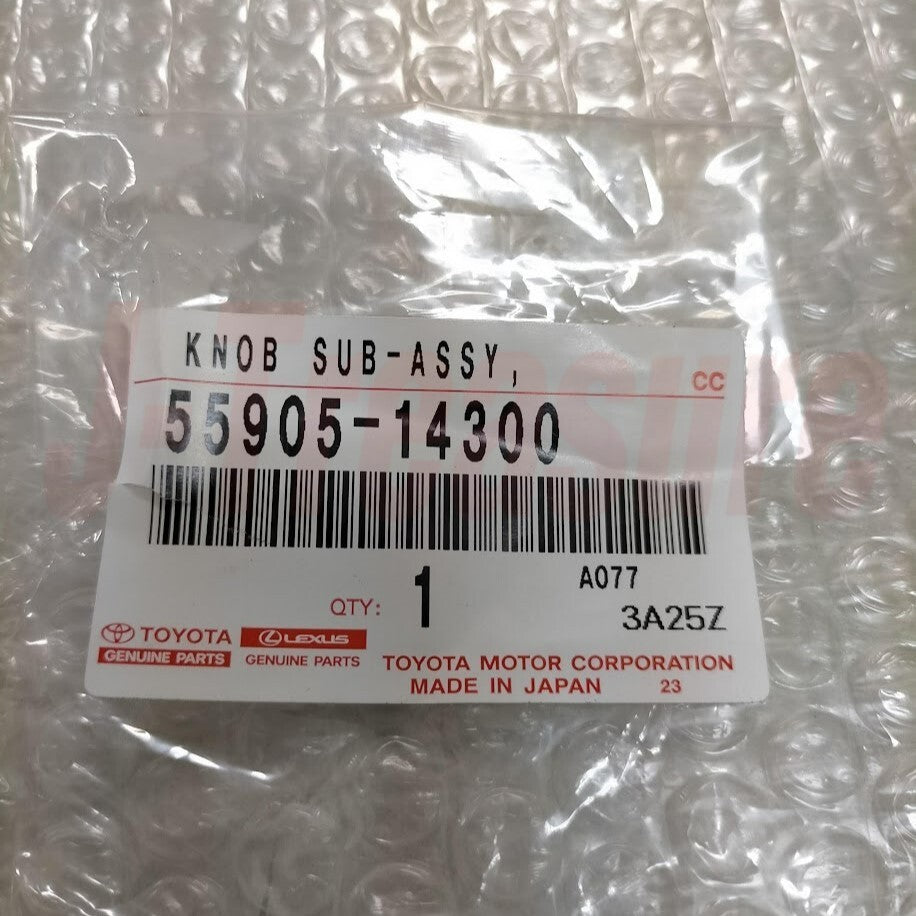 KNOB SUB-ASSY,
CC
55905-14300
A077
QTY: 1
3A25Z
TOYOTA
GENUINE PARTS
LEXUS
GENUINE PARTS
TOYOTA MOTOR CORPORATION
MADE IN JAPAN 23